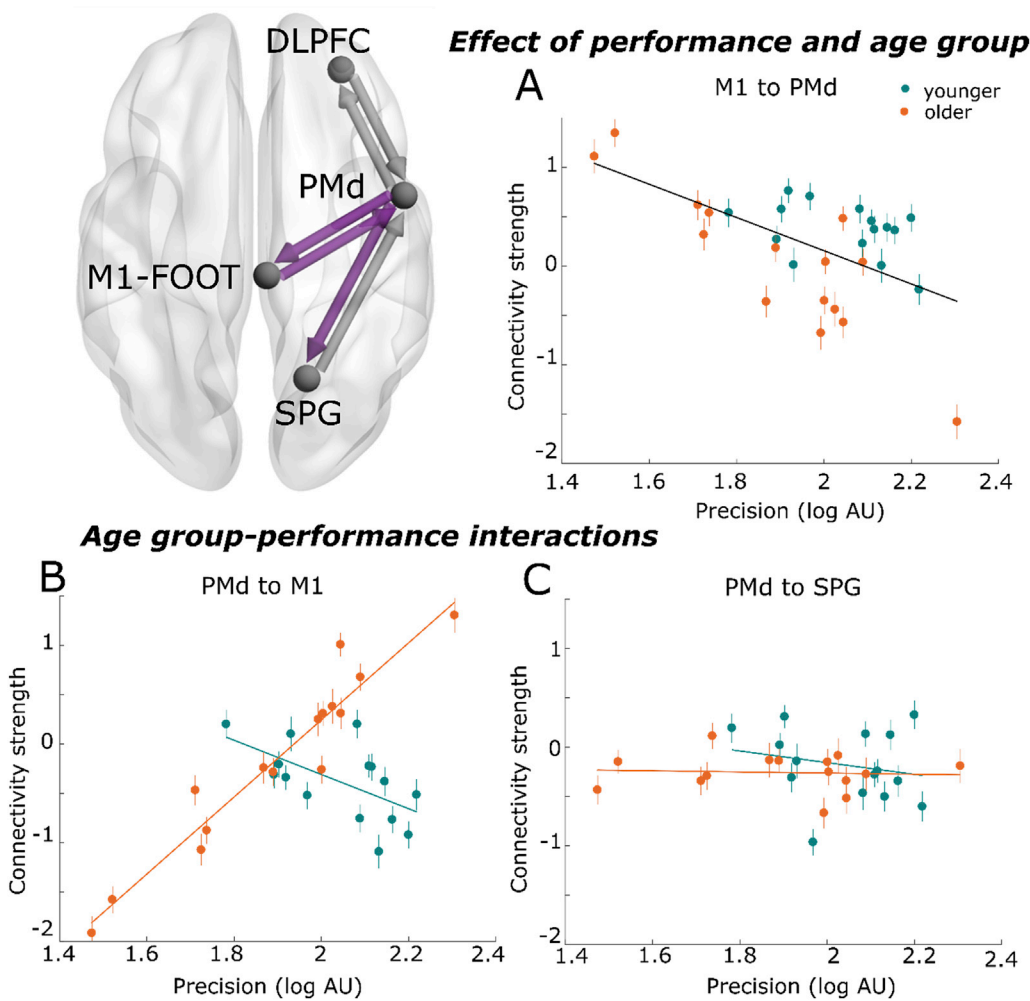 DLPFC
PMd
M1-FOOT
SPG
Effect of performance and age group
A
M1 to PMd
younger
older
Connectivity strength
1
0
-1
-2
1.4 1.6 1.8 2 2.2 2.4
Precision (log AU)
Age group-performance interactions
B
PMd to M1
Connectivity strength
1
0
-1
-2
1.4 1.6 1.8 2 2.2 2.4
Precision (log AU)
C
PMd to SPG
Connectivity strength
1
0
-1
-2
1.4 1.6 1.8 2 2.2 2.4
Precision (log AU)